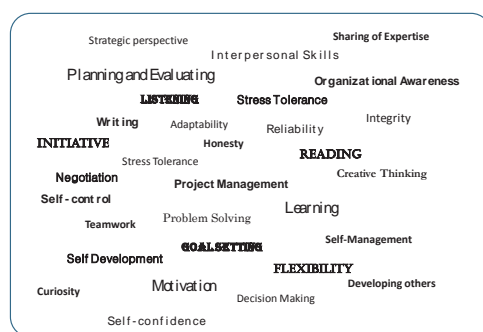 Strategic perspective
Sharing of Expertise
Interpersonal Skills
Planning and Evaluating
Organizational Awareness
LISTENING
Stress Tolerance
Writing
Adaptability
Reliability
Integrity
INITIATIVE
Honesty
READING
Stress Tolerance
Creative Thinking
Negotiation
Project Management
Self-control
Learning
Teamwork
Problem Solving
Self-Management
GOAL SETTING
Self Development
FLEXIBILITY
Motivation
Developing others
Curiosity
Decision Making
Self-confidence